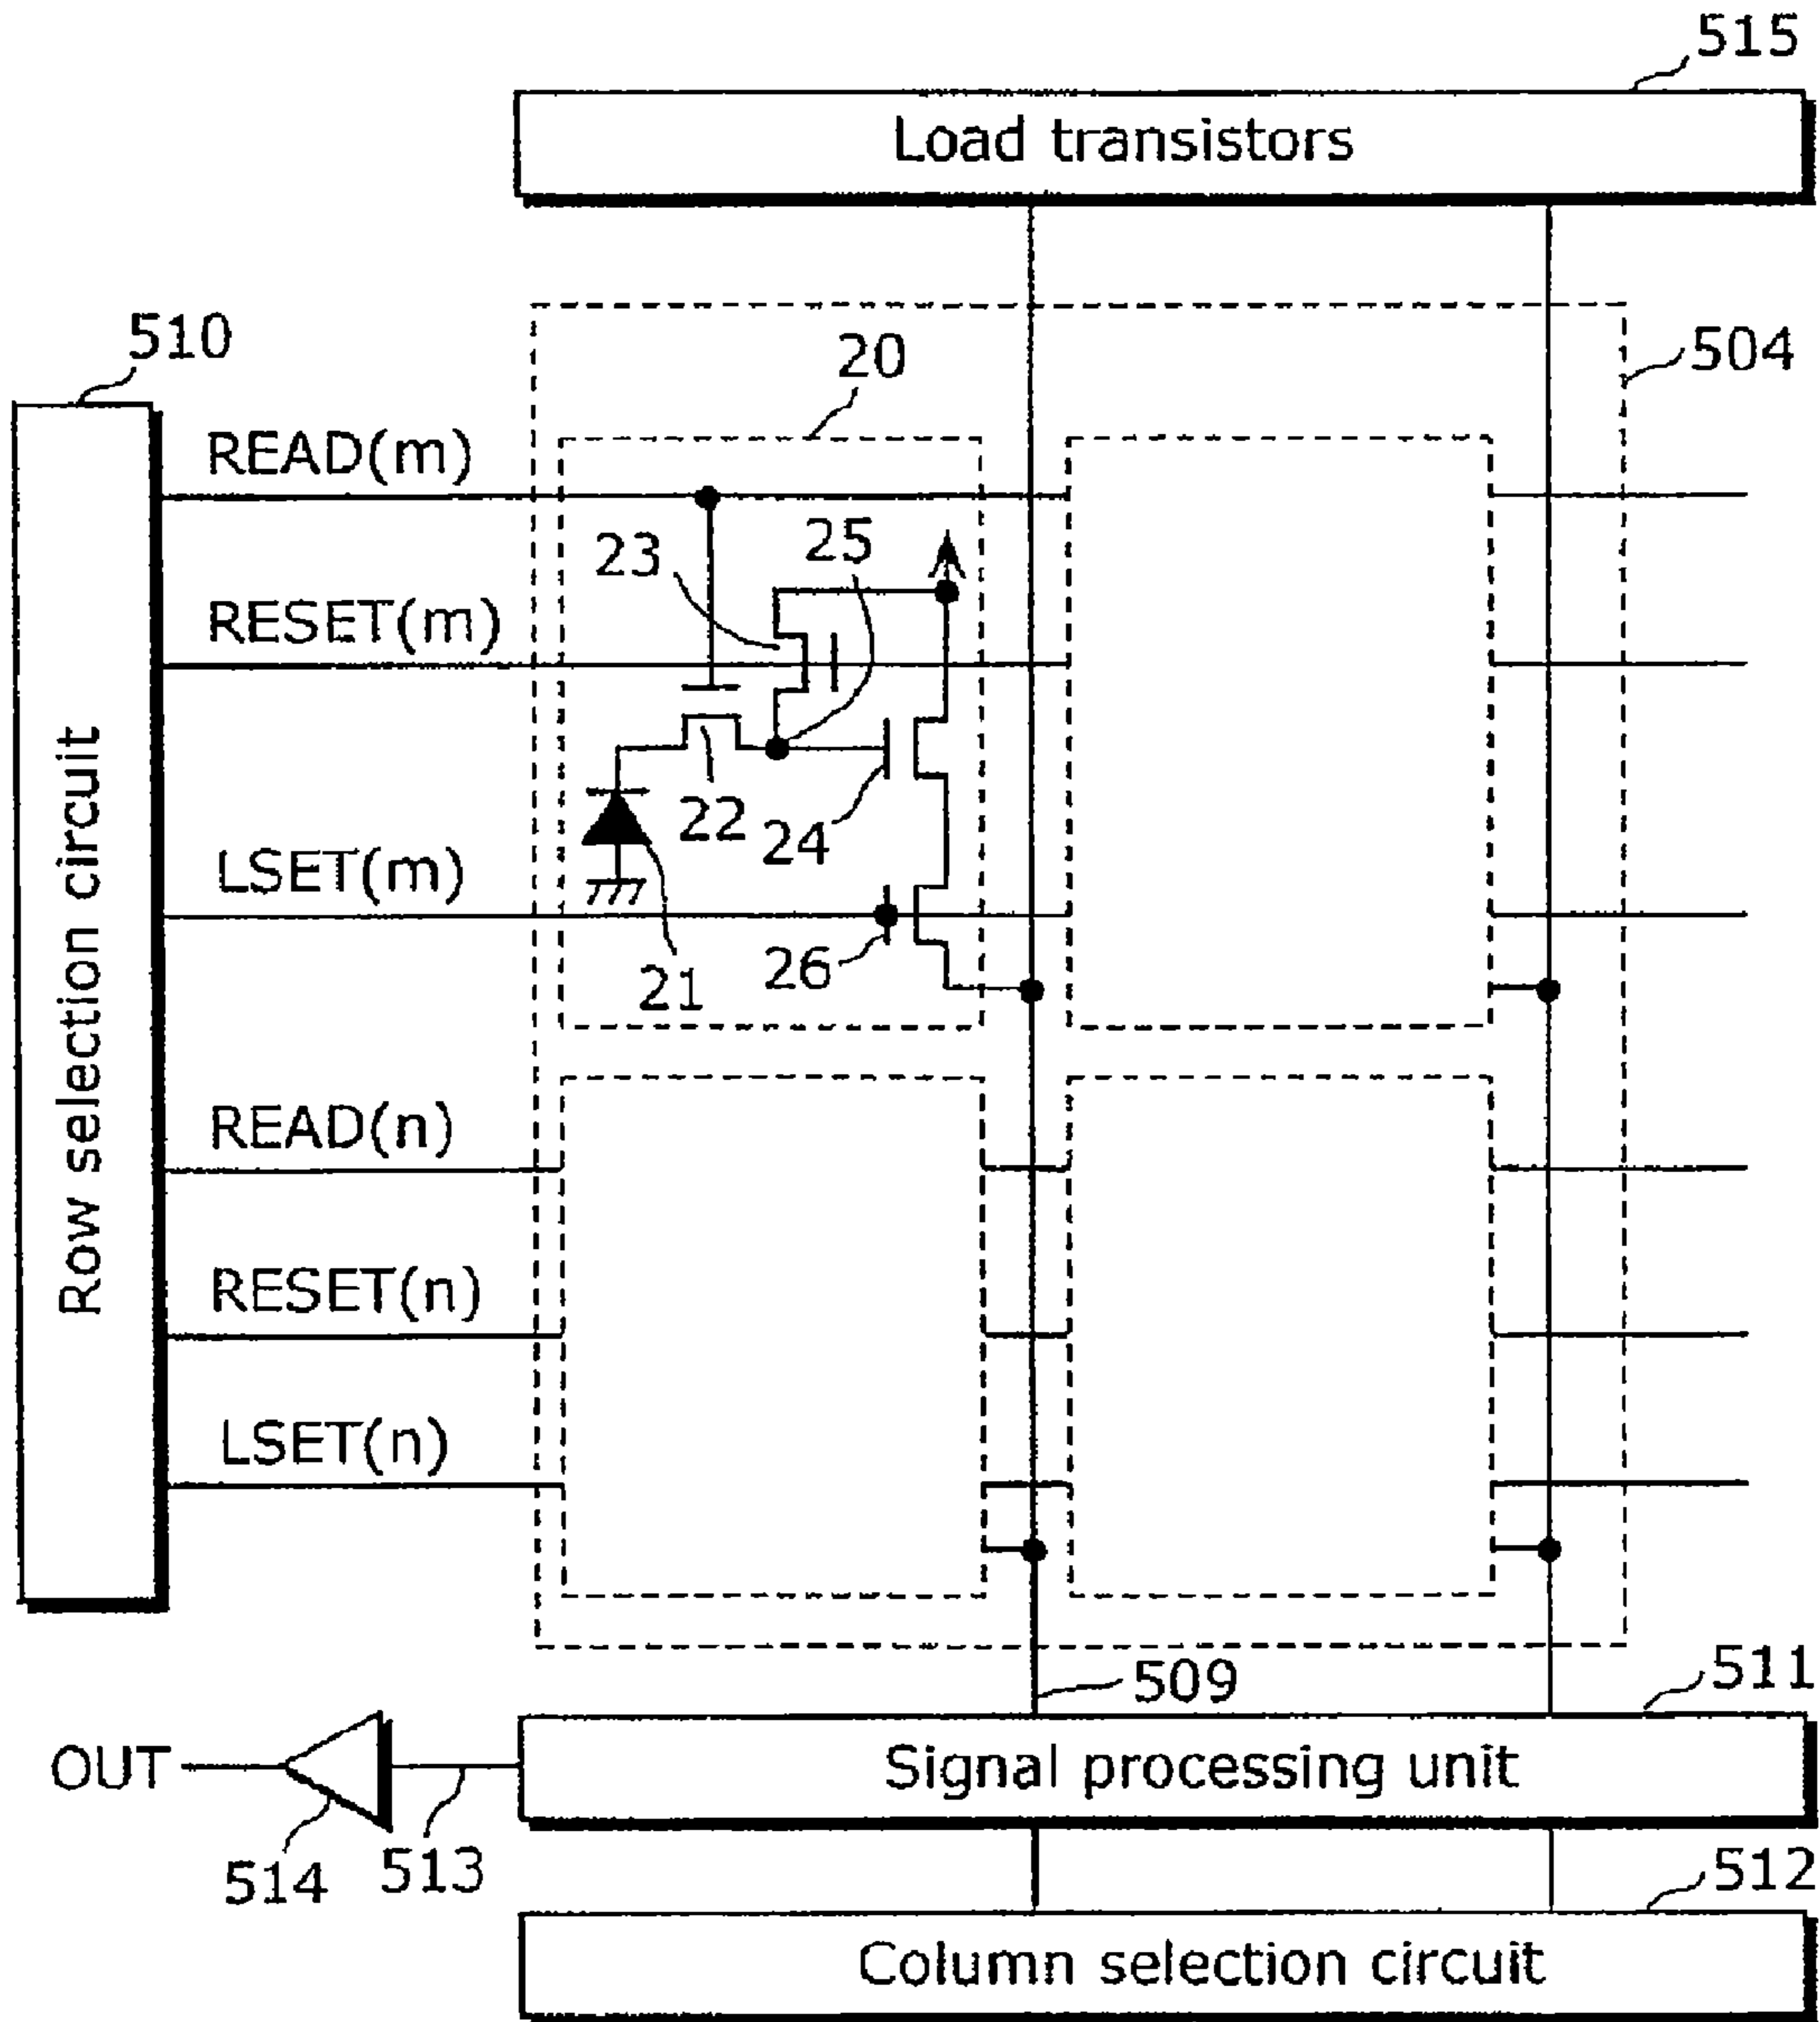 515
Load transistors
510
20
504
READ(m)
25
23
RESET(m)
Row selection circuit
22
24
LSET(m)
26
21
READ(n)
RESET(n)
LSET(n)
509
511
OUT
Signal processing unit
514
513
512
Column selection circuit